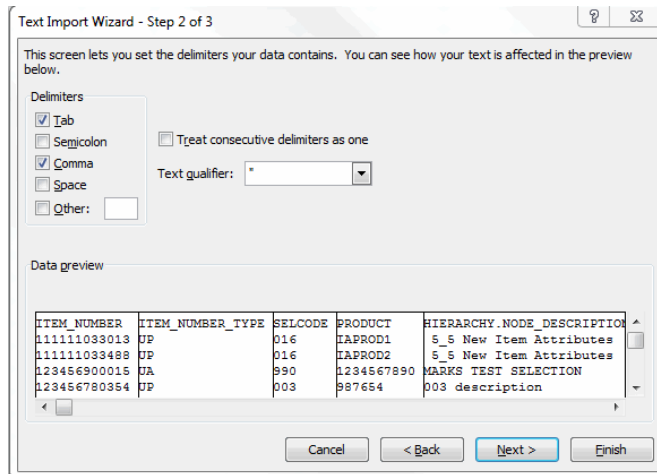 Text Import Wizard - Step 2 of 3
This screen lets you set the delimiters your data contains. You can see how your text is affected in the preview
below.
Delimiters
Tab
Semicolon
Comma
Space
Other:
Treat consecutive delimiters as one
Text qualifier: "
Data preview
ITEM_NUMBER ITEM_NUMBER_TYPE SELCODE PRODUCT HIERARCHY.NODE_DESCRIPTION
111111033013 UP 016 IAPROD1 5_5 New Item Attributes
111111033488 UP 016 IAPROD2 5_5 New Item Attributes
123456900015 UA 990 1234567890 MARKS TEST SELECTION
123456780354 UP 003 987654 003 description
Cancel < Back Next > Finish